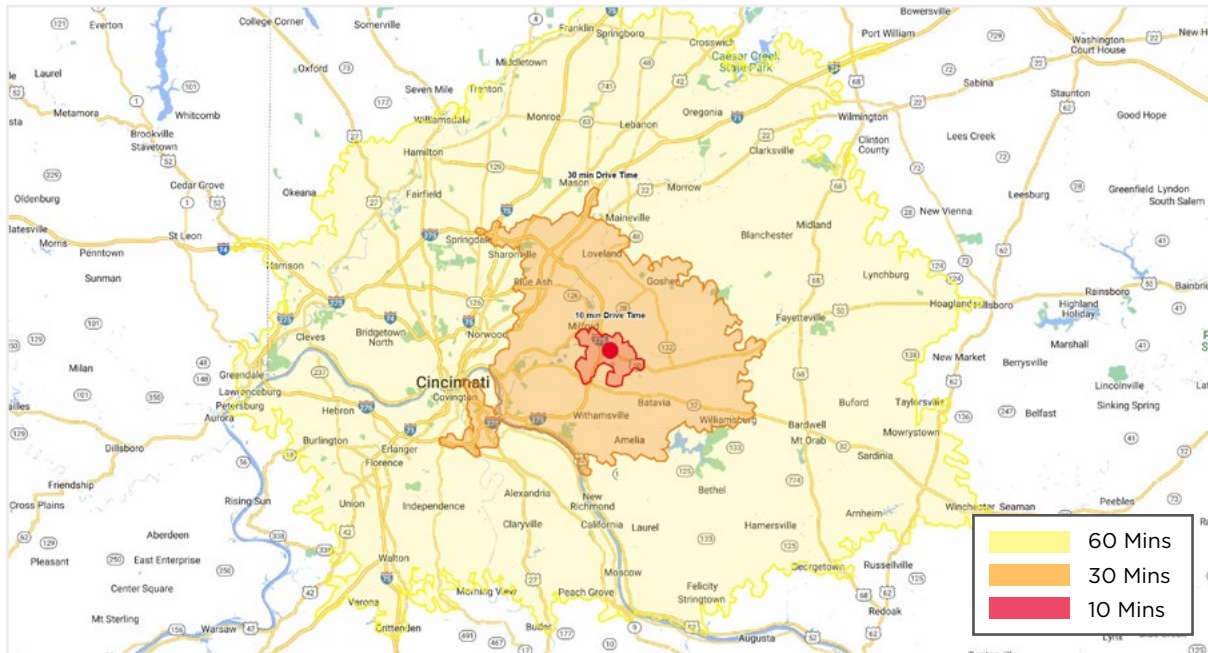 College Corner
Somerville
Franklin
Springboro
Crosswich
Bowersville
Port William
Washington
Court House
New H
Everton
Laurel
Metamora
Whitcomb
Oxford
Middletown
Caesar Creek
State Park
Sabina
Staunton
Seven Mile
Trenton
Oregonia
Good Hope
Brookville
Stavetown
Williamsdale
Monroe
Lebanon
Wilmington
Clinton
County
Lees Creek
Hamilton
Clarksville
Cedar Grove
Okeana
Fairfield
30 min Drive Time
Mason
Morrow
Leesburg
Greenfield
Lyndon
South Salem
Oldenburg
Batesville
Morris
St Leon
Maineville
Midland
New Vienna
Penntown
Springdale
Sharonville
Loveland
Blanchester
Sunman
Harrison
Blue Ash
Goshen
Lynchburg
Hoagland
Hillsboro
Rainsboro
Bainb
Highland
Holiday
10 min Drive Time
Milford
Fayetteville
Cleves
Bridgetown
North
Norwood
Marshall
Milan
Greendale
Lawrenceburg
Petersburg
Aurora
Cincinnati
Covington
New Market
Berrysville
Lincolnville
Sinking Spring
Hebron
Batavia
Williamsburg
Buford
Taylorsville
Belfast
Dillsboro
Burlington
Erlanger
Florence
Withamsville
Amelia
Bardwell
Mt Orab
Mowrystown
Sardinia
Friendship
Cross Plains
Rising Sun
Union
Independence
Alexandria
New
Richmond
Bethel
Winchester
Seaman
Peebles
Aberdeen
Claryville
California
Laurel
Hamersville
Arnheim
Pleasant
East Enterprise
Center Square
Walton
Moscow
Georgetown
Russellville
Mt Sterling
Verona
Morning View
Peach Grove
Felicity
Stringtown
Redoak
Warsaw
Crittenden
Butler
Augusta
60 Mins
30 Mins
10 Mins